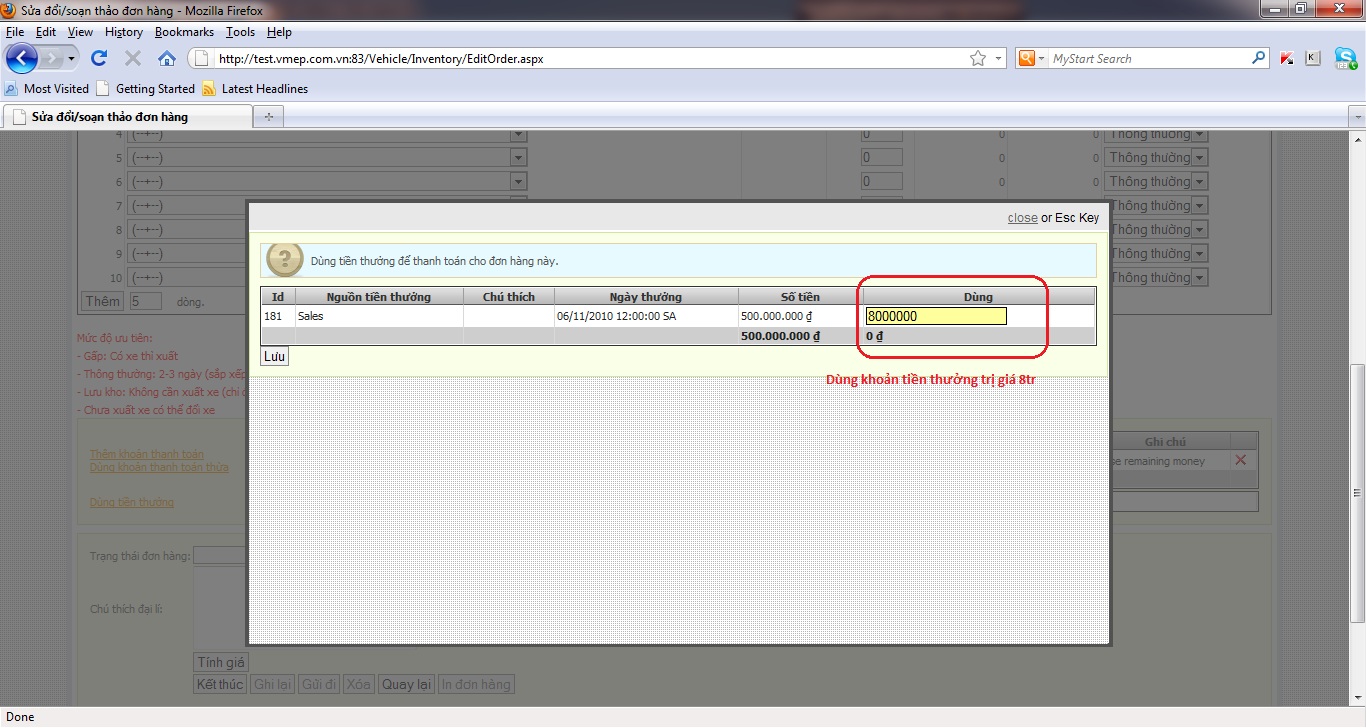 Sửa đổi/soạn thảo đơn hàng - Mozilla Firefox
File Edit View History Bookmarks Tools Help
http://test.vmep.com.vn:83/Vehicle/Inventory/EditOrder.aspx
MyStart Search
Most Visited Getting Started Latest Headlines
Sửa đổi/soạn thảo đơn hàng
4 (--+--) 0 0 0 Thông thường
5 (--+--) 0 0 0 Thông thường
6 (--+--) 0 0 0 Thông thường
7 (--+--) Thông thường
8 (--+--) Thông thường
9 (--+--) Thông thường
10 (--+--) Thông thường
Thêm 5 dòng.
close or Esc Key
Dùng tiền thưởng để thanh toán cho đơn hàng này.
Id Nguồn tiền thưởng Chú thích Ngày thưởng Số tiền Dùng
181 Sales 06/11/2010 12:00:00 SA 500.000.000 ₫ 8000000
500.000.000 ₫ 0 ₫
Lưu
Dùng khoản tiền thưởng trị giá 8tr
Mức độ ưu tiên:
- Gấp: Có xe thì xuất
- Thông thường: 2-3 ngày (sắp xếp
- Lưu kho: Không cần xuất xe (chỉ
- Chưa xuất xe có thể đổi xe
Thêm khoản thanh toán
Dùng khoản thanh toán thừa
Dùng tiền thưởng
Ghi chú
remaining money
Trạng thái đơn hàng:
Chú thích đại lí:
Tính giá
Kết thúc Ghi lại Gửi đi Xóa Quay lại In đơn hàng
Done